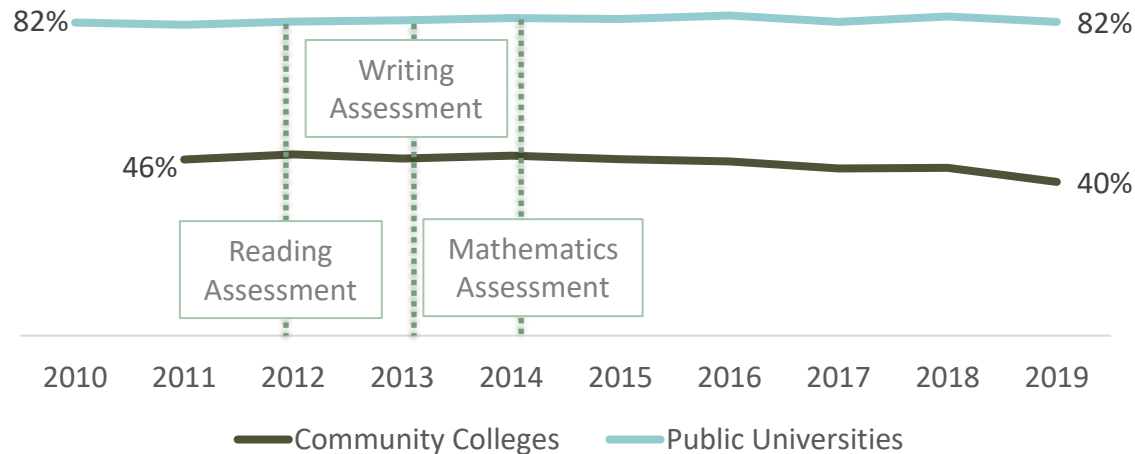 82%
82%
Writing
Assessment
46%
40%
Reading
Assessment
Mathematics
Assessment
2010 2011 2012 2013 2014 2015 2016 2017 2018 2019
Community Colleges Public Universities